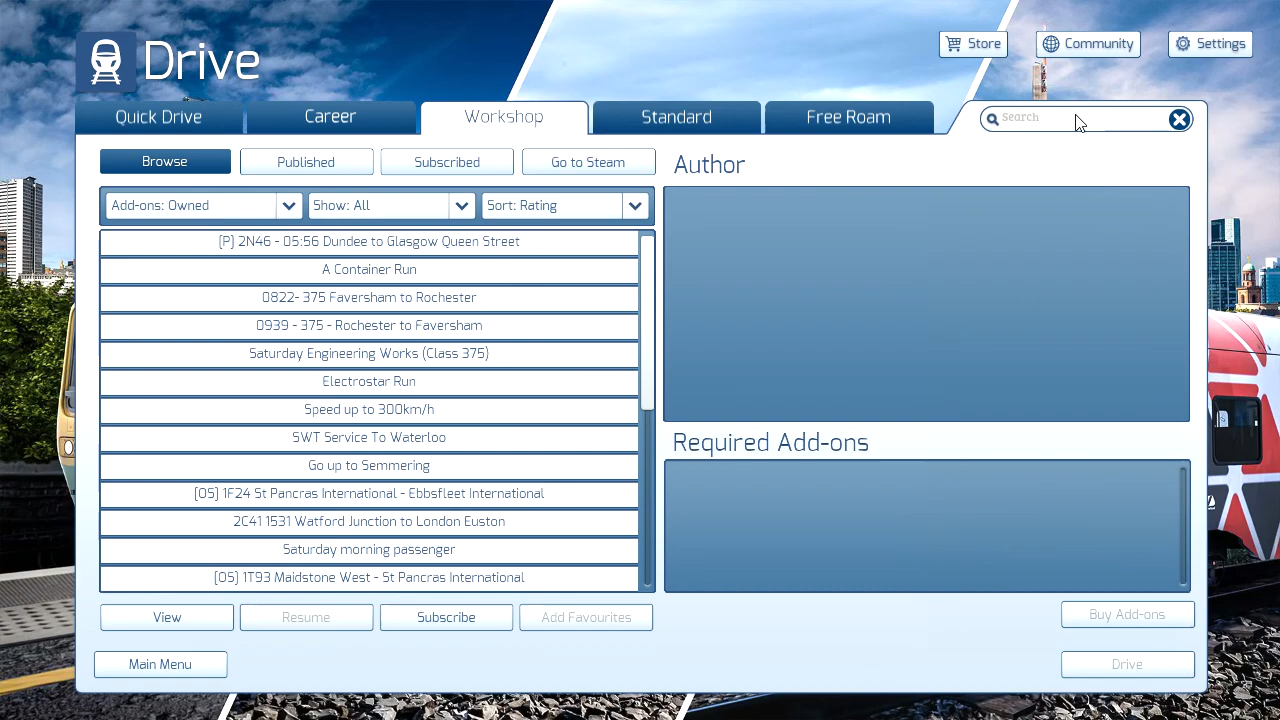 Drive
Store
Community
Settings
Quick Drive
Career
Workshop
Standard
Free Roam
Search
Browse
Published
Subscribed
Go to Steam
Author
Add-ons: Owned
Show: All
Sort: Rating
[P] 2N46 - 05:56 Dundee to Glasgow Queen Street
A Container Run
0822- 375 Faversham to Rochester
0939 - 375 - Rochester to Faversham
Saturday Engineering Works (Class 375)
Electrostar Run
Speed up to 300km/h
SWT Service To Waterloo
Go up to Semmering
[OS] 1F24 St Pancras International - Ebbsfleet International
2C41 1531 Watford Junction to London Euston
Saturday morning passenger
[OS] 1T93 Maidstone West - St Pancras International
Required Add-ons
View
Resume
Subscribe
Add Favourites
Buy Add-ons
Main Menu
Drive